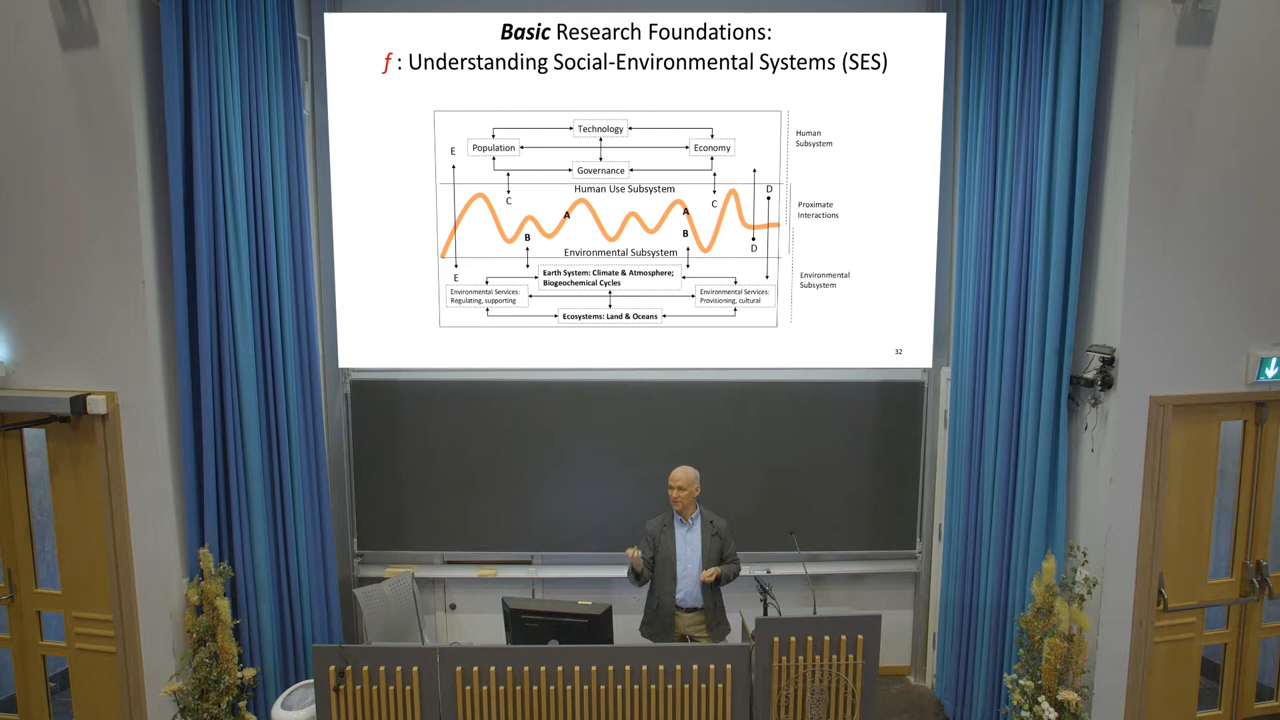 Basic Research Foundations:
f : Understanding Social-Environmental Systems (SES)
Technology
Population
Economy
Governance
E
Human Subsystem
Human Use Subsystem
C
C
D
A
A
B
B
D
Proximate Interactions
Environmental Subsystem
E
Earth System: Climate & Atmosphere;
Biogeochemical Cycles
Environmental Services:
Regulating, supporting
Environmental Services:
Provisioning, cultural
Environmental
Subsystem
Ecosystems: Land & Oceans
32